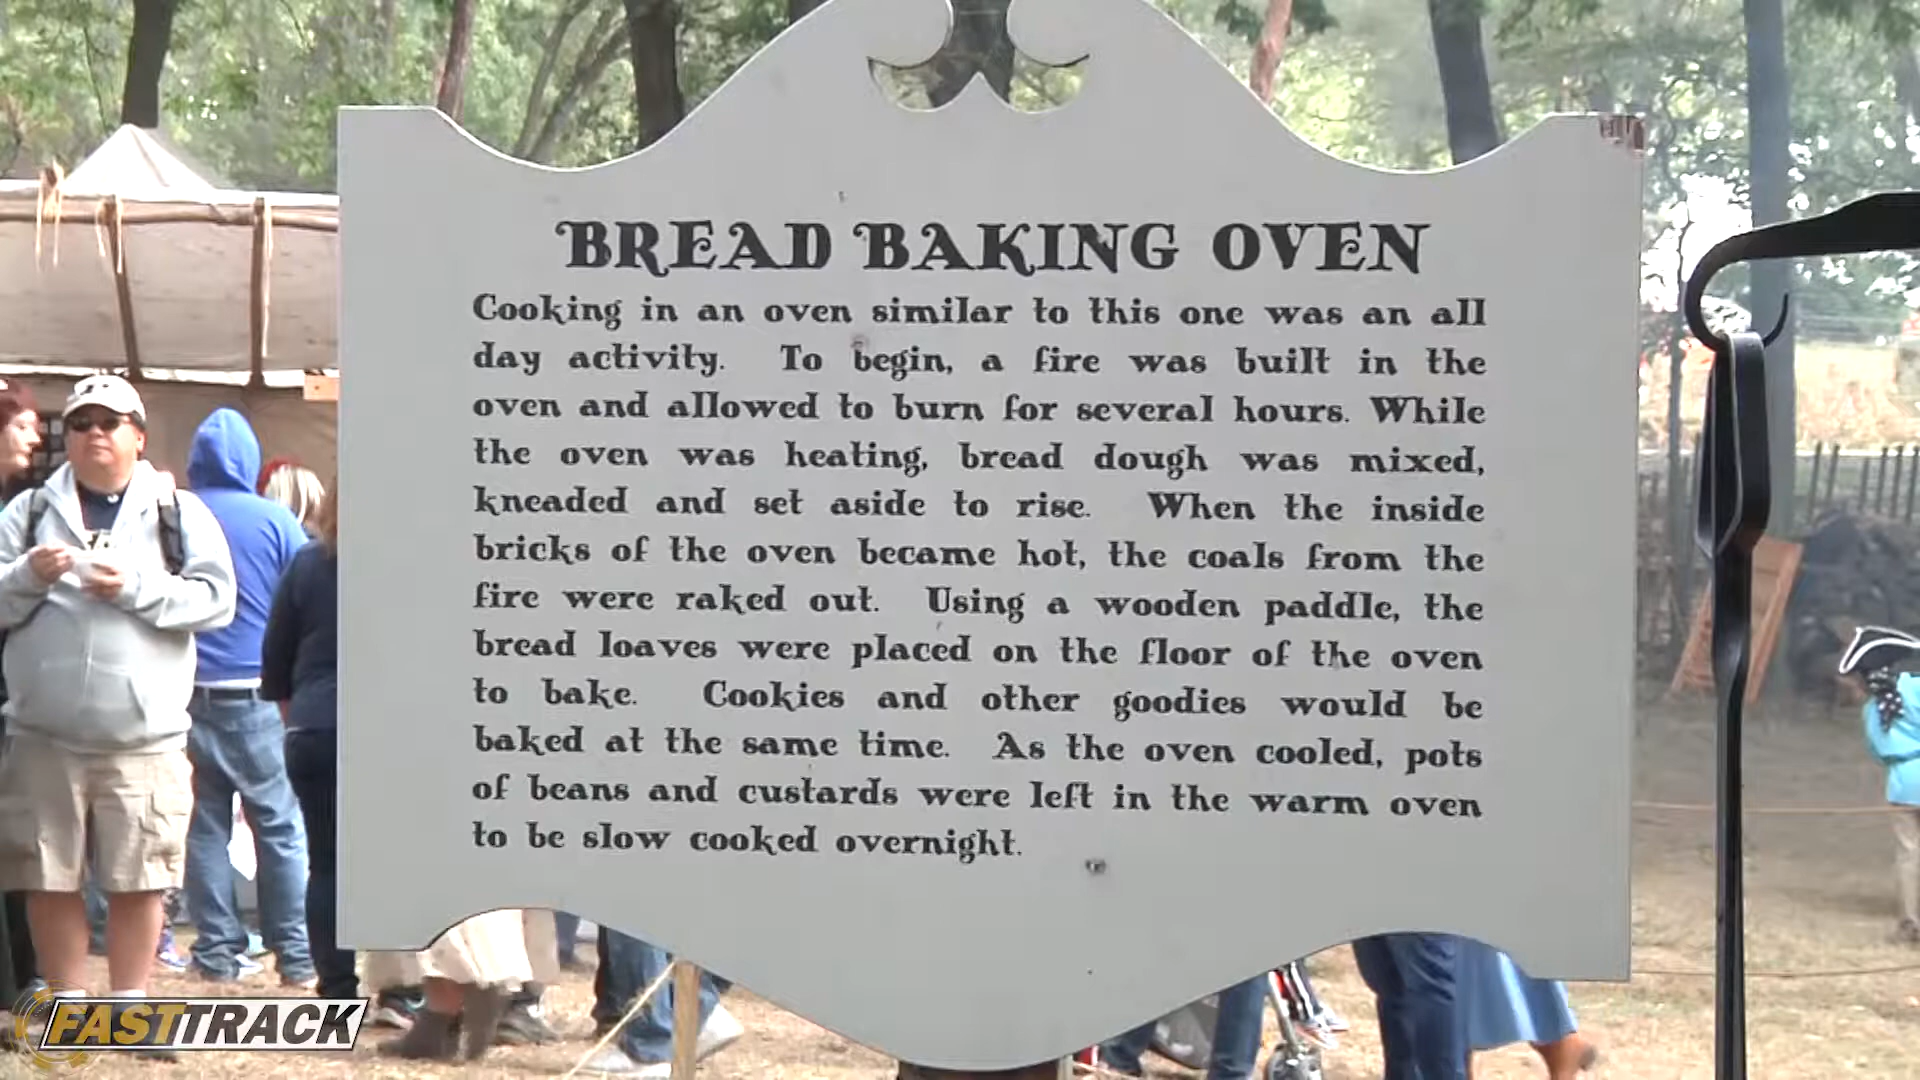 BREAD BAKING OVEN
Cooking in an oven similar to this one was an all
day activity. To begin, a fire was built in the
oven and allowed to burn for several hours. While
the oven was heating, bread dough was mixed,
kneaded and set aside to rise. When the inside
bricks of the oven became hot, the coals from the
fire were raked out. Using a wooden paddle, the
bread loaves were placed on the floor of the oven
to bake. Cookies and other goodies would be
baked at the same time. As the oven cooled, pots
of beans and custards were left in the warm oven
to be slow cooked overnight.
FASTTRACK